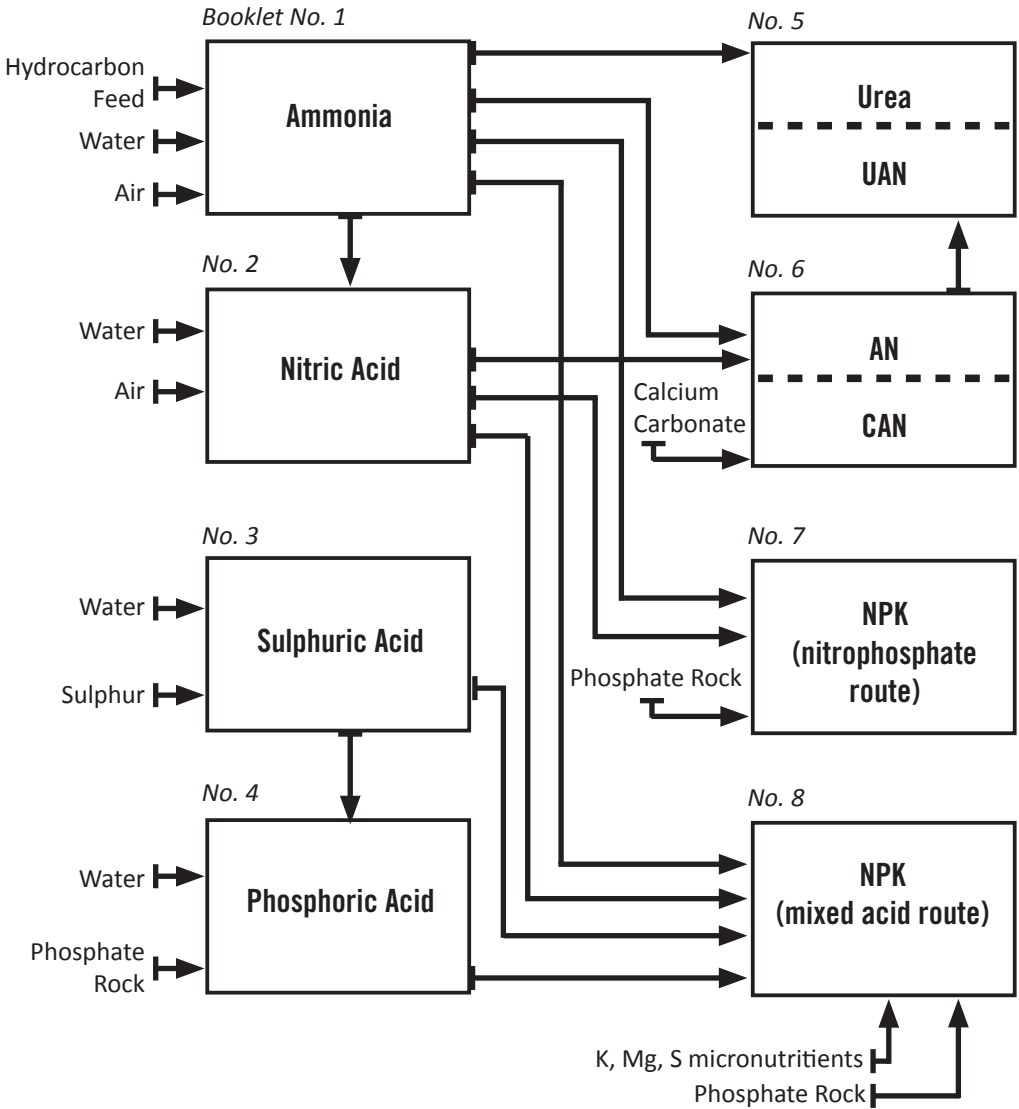 Booklet No. 1
Hydrocarbon
Feed
Water
Air
Ammonia
No. 2
Water
Air
Nitric Acid
No. 3
Water
Sulphur
Sulphuric Acid
No. 4
Water
Phosphate
Rock
Phosphoric Acid
No. 5
Urea
UAN
No. 6
AN
CAN
Calcium
Carbonate
No. 7
NPK
(nitrophosphate
route)
Phosphate Rock
No. 8
NPK
(mixed acid route)
K, Mg, S micronutritients
Phosphate Rock